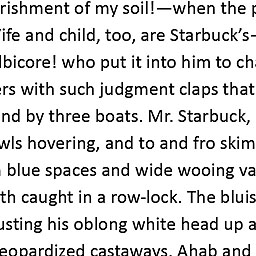 rishment of my soil!—when the p
ife and child, too, are Starbuck's-
lbicore! who put it into him to cha
rs with such judgment claps that
nd by three boats. Mr. Starbuck,
wls hovering, and to and fro skim
blue spaces and wide wooing va
th caught in a row-lock. The bluis
usting his oblong white head up a
eopardized castaways. Ahab and